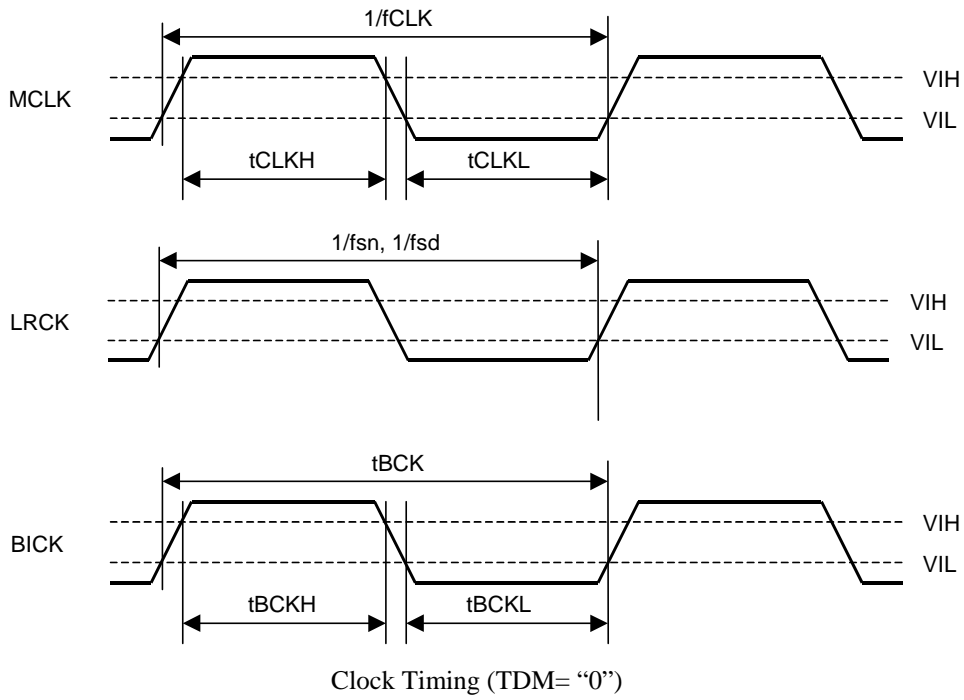 1/fCLK
VIH
MCLK
VIL
tCLKH tCLKL
1/fsn, 1/fsd
VIH
LRCK
VIL
tBCK
VIH
BICK
VIL
tBCKH tBCKL
Clock Timing (TDM= “0”)